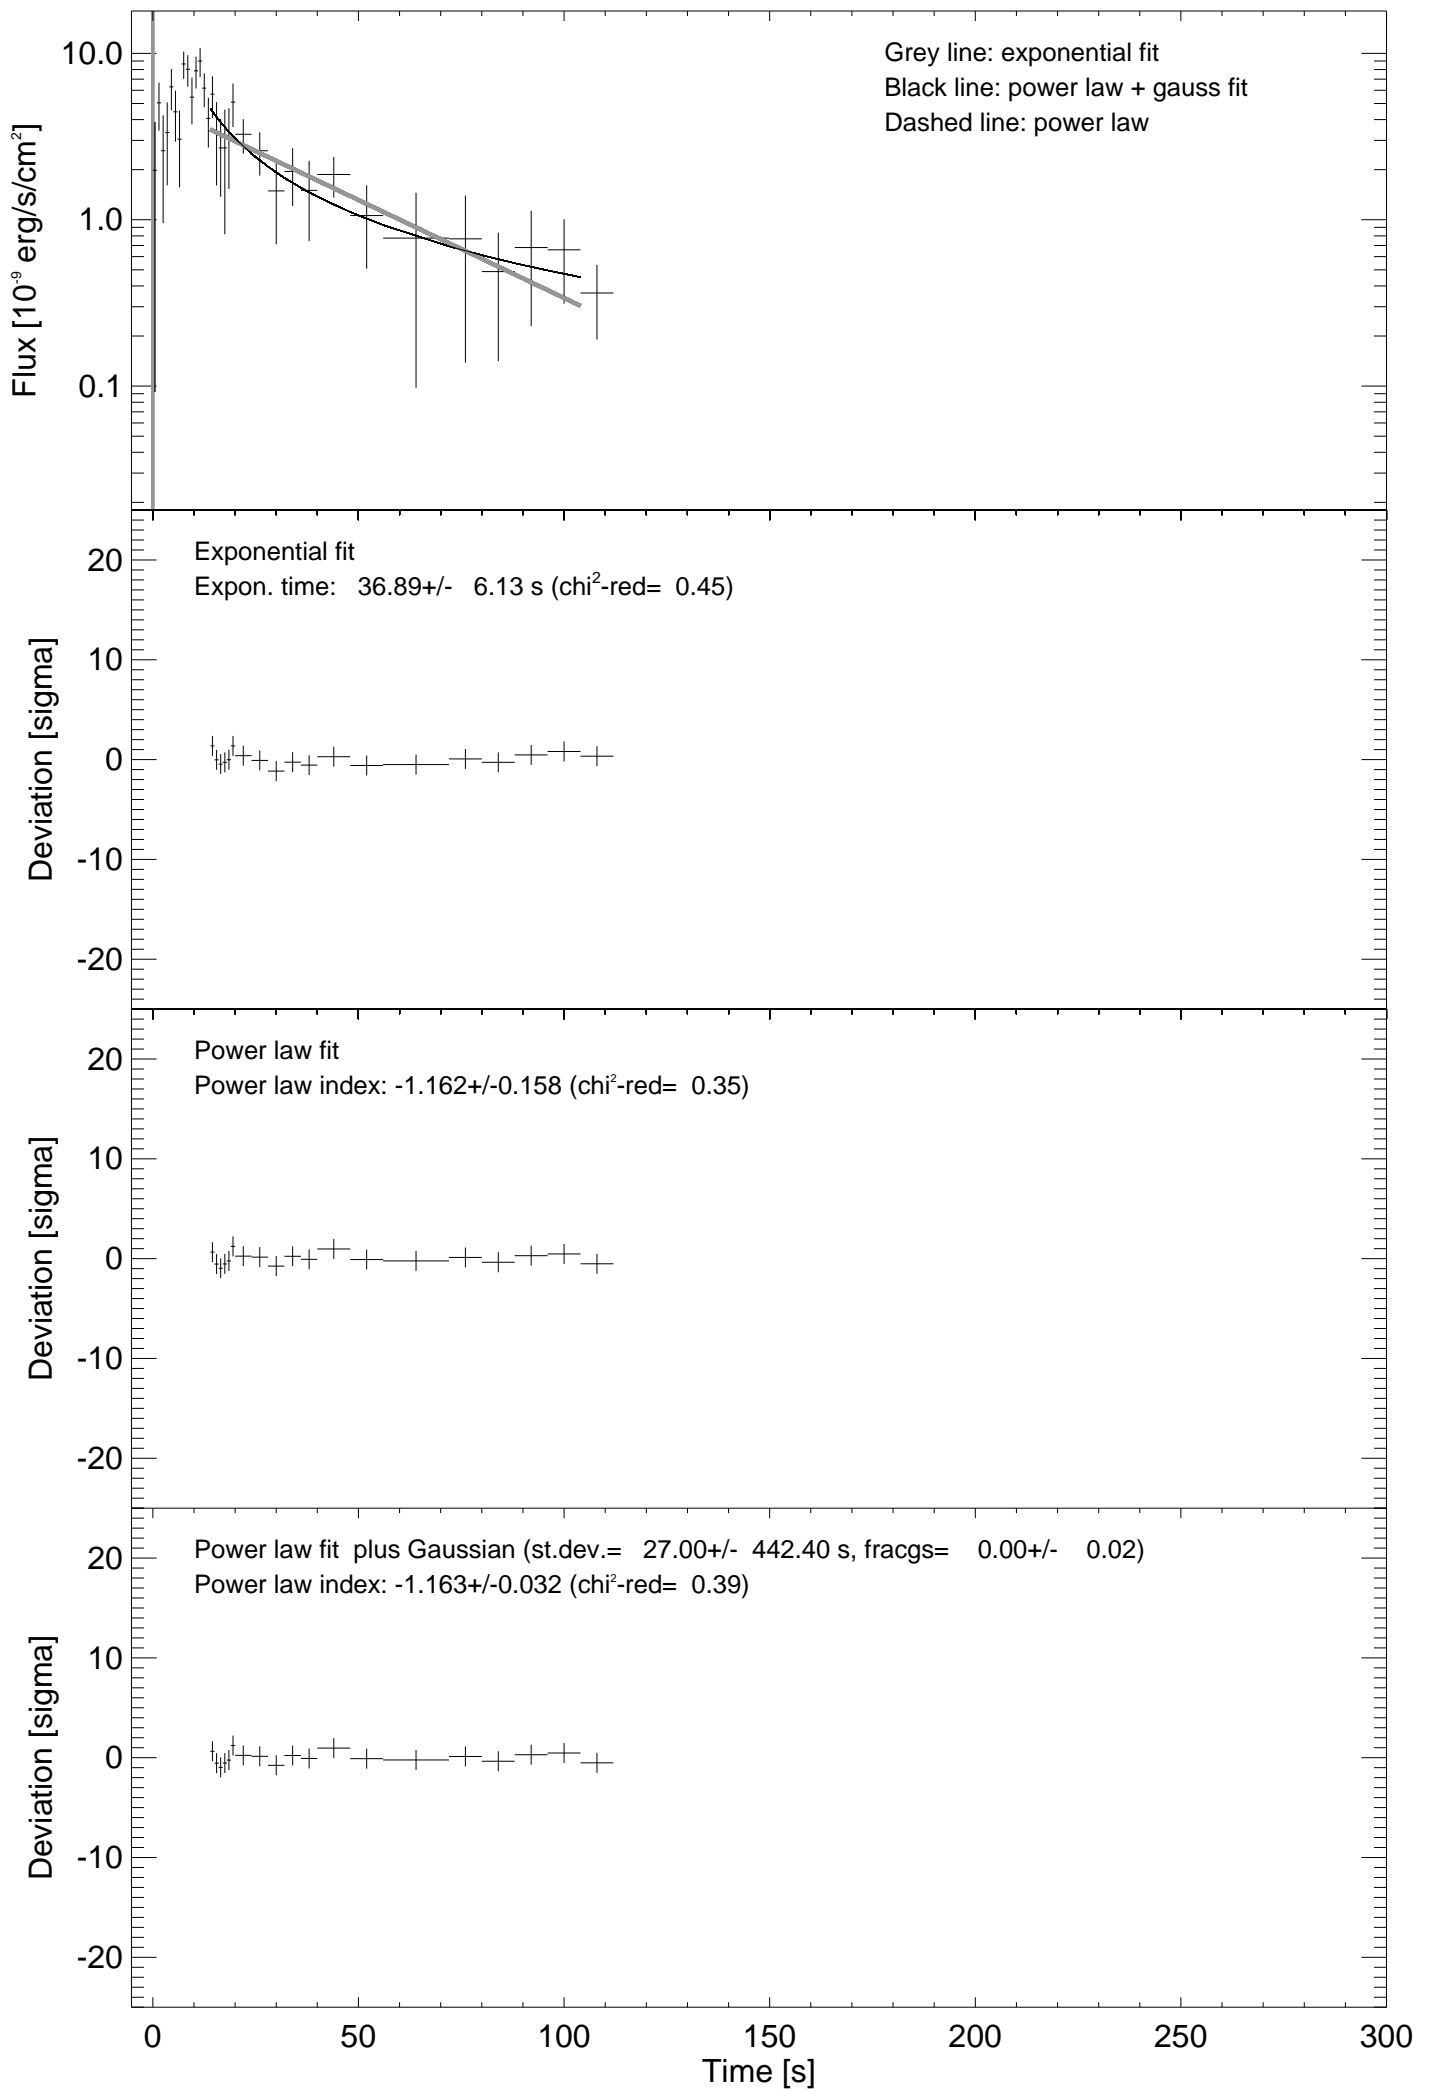 Grey line: exponential fit
Black line: power law + gauss fit
Dashed line: power law
10.0
1.0
0.1
Flux [10⁻⁹ erg/s/cm²]
Exponential fit
Expon. time: 36.89+/- 6.13 s (chi²-red= 0.45)
20
10
0
-10
-20
Deviation [sigma]
Power law fit
Power law index: -1.162+/-0.158 (chi²-red= 0.35)
20
10
0
-10
-20
Deviation [sigma]
Power law fit plus Gaussian (st.dev.= 27.00+/- 442.40 s, fracgs= 0.00+/- 0.02)
Power law index: -1.163+/-0.032 (chi²-red= 0.39)
20
10
0
-10
-20
Deviation [sigma]
0 50 100 150 200 250 300
Time [s]